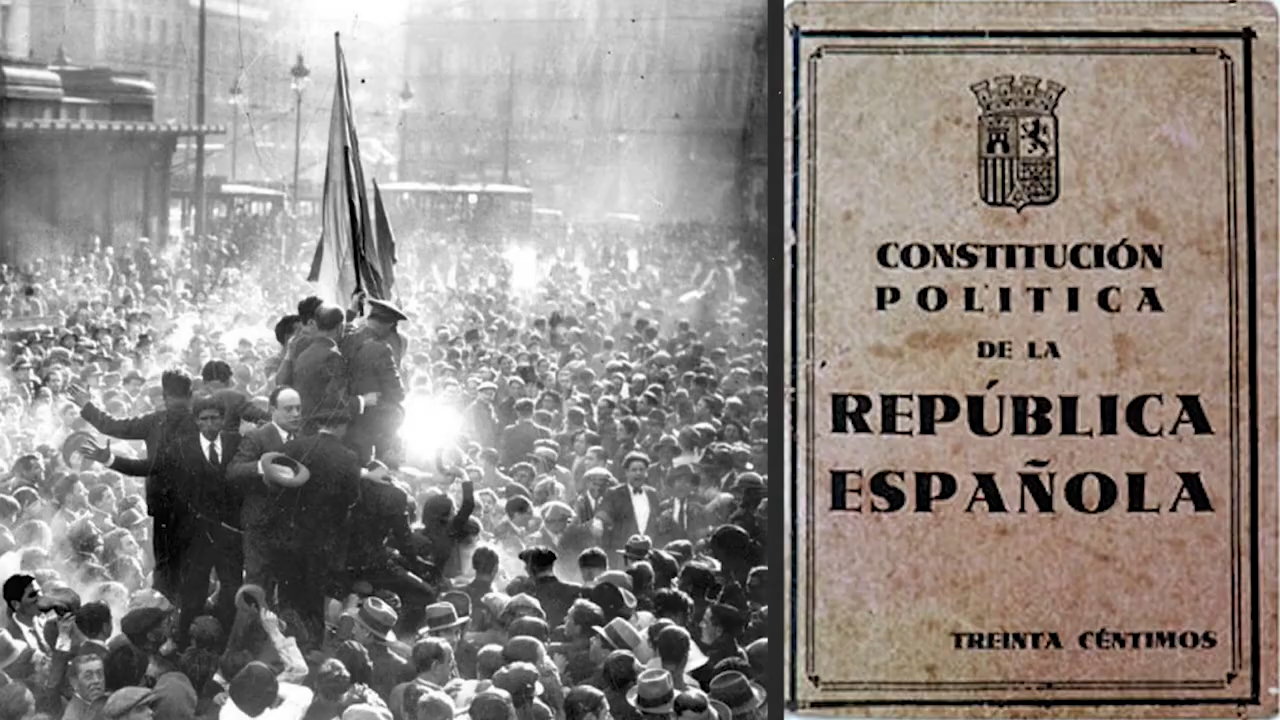 CONSTITUCIÓN
POLITICA
DE LA
REPÚBLICA
ESPAÑOLA
TREINTA CÉNTIMOS